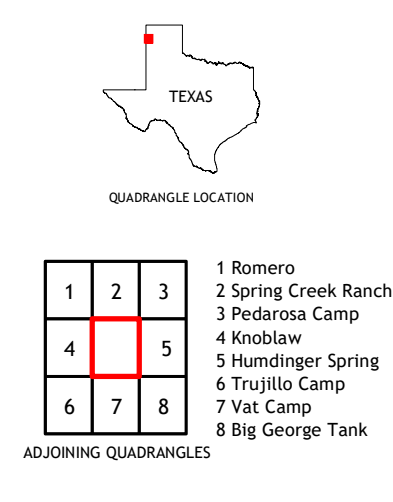 TEXAS
QUADRANGLE LOCATION
1 2 3
4 5
6 7 8
ADJOINING QUADRANGLES
1 Romero
2 Spring Creek Ranch
3 Pedarosa Camp
4 Knoblaw
5 Humdinger Spring
6 Trujillo Camp
7 Vat Camp
8 Big George Tank